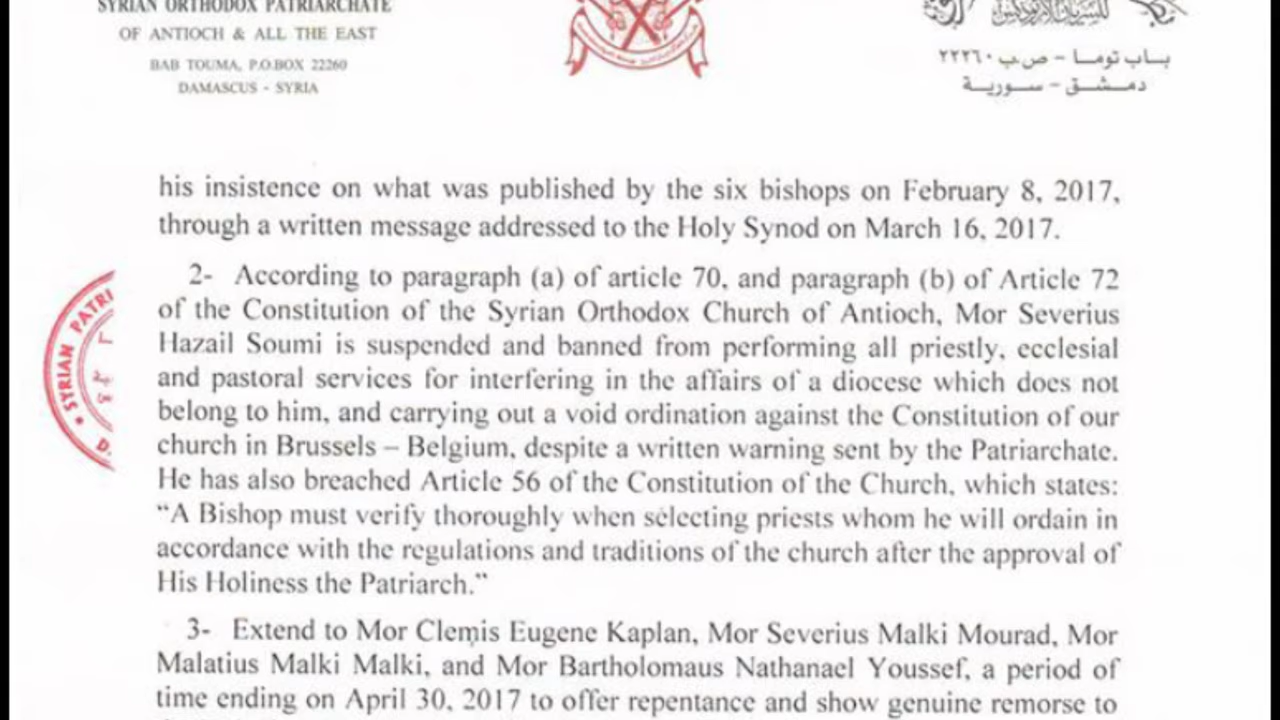 SYRIAN ORTHODOX PATRIARCHATE
OF ANTIOCH & ALL THE EAST
BAB TOUMA, P.O.BOX 22260
DAMASCUS - SYRIA
للسريان الأرثوذكس
بـاب تومـا - ص.ب ٢٢٢٦٠
دمـشـق - سـوريـة
his insistence on what was published by the six bishops on February 8, 2017,
through a written message addressed to the Holy Synod on March 16, 2017.
2- According to paragraph (a) of article 70, and paragraph (b) of Article 72
of the Constitution of the Syrian Orthodox Church of Antioch, Mor Severius
Hazail Soumi is suspended and banned from performing all priestly, ecclesial
and pastoral services for interfering in the affairs of a diocese which does not
belong to him, and carrying out a void ordination against the Constitution of our
church in Brussels – Belgium, despite a written warning sent by the Patriarchate.
He has also breached Article 56 of the Constitution of the Church, which states:
“A Bishop must verify thoroughly when selecting priests whom he will ordain in
accordance with the regulations and traditions of the church after the approval of
His Holiness the Patriarch.“
3- Extend to Mor Clemis Eugene Kaplan, Mor Severius Malki Mourad, Mor
Malatius Malki Malki, and Mor Bartholomaus Nathanael Youssef, a period of
time ending on April 30, 2017 to offer repentance and show genuine remorse to
• SYRIAN PATRI
D.